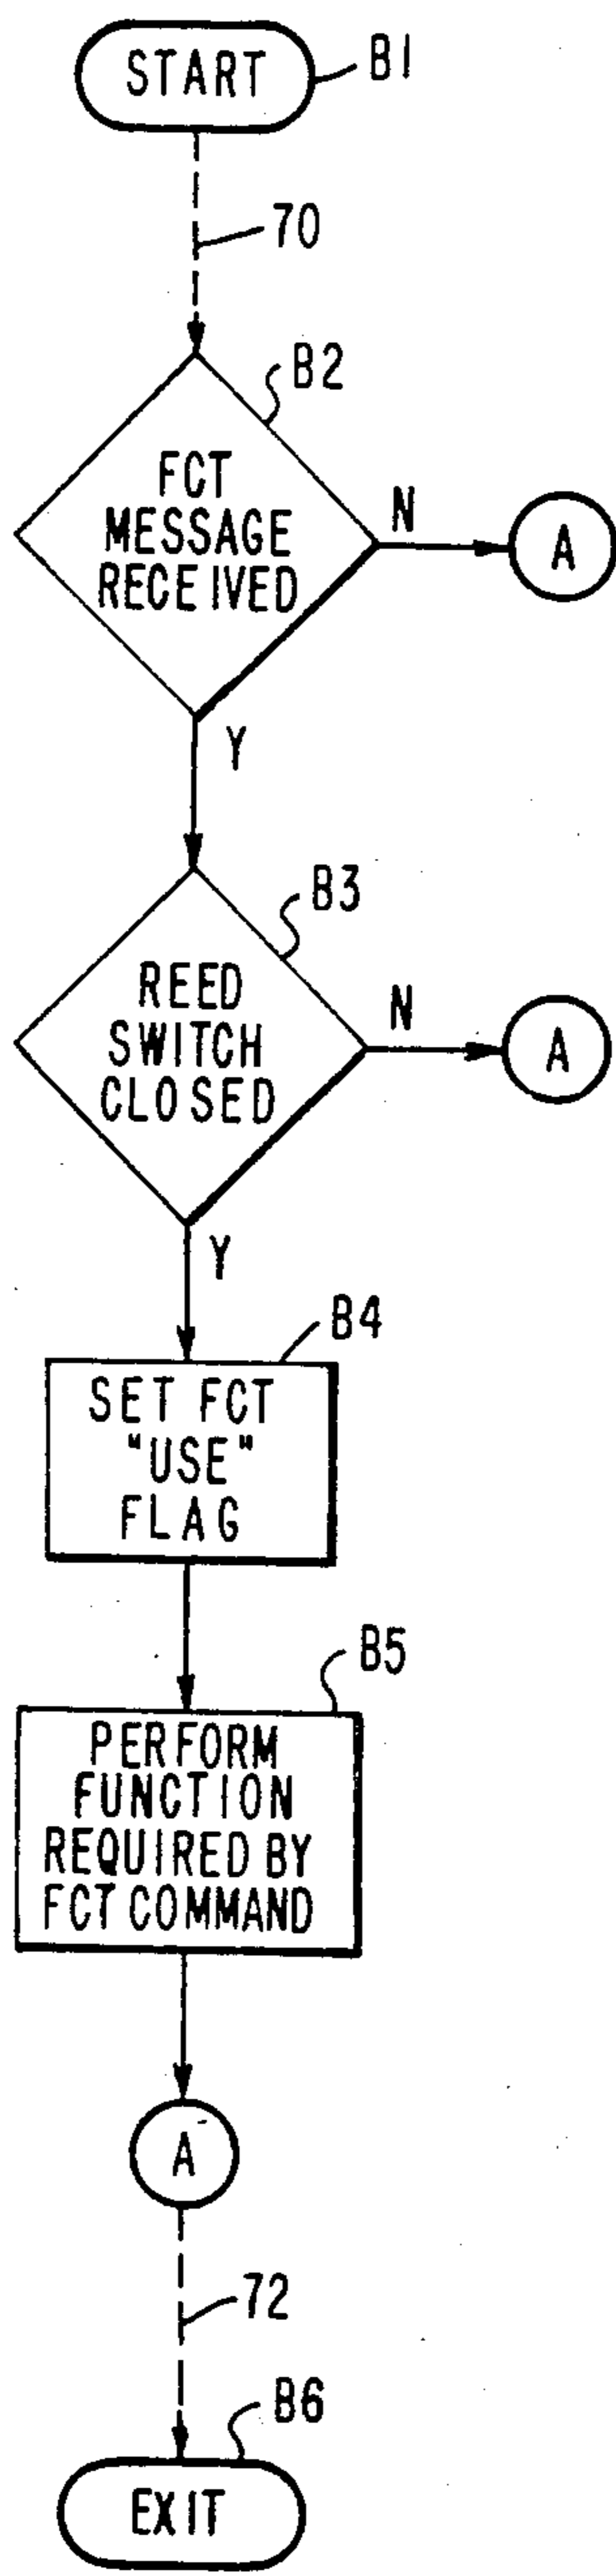 START
B1
70
B2
FCT
MESSAGE
RECEIVED
N
A
Y
B3
REED
SWITCH
CLOSED
N
A
Y
B4
SET FCT
"USE"
FLAG
B5
PERFORM
FUNCTION
REQUIRED BY
FCT COMMAND
A
72
B6
EXIT